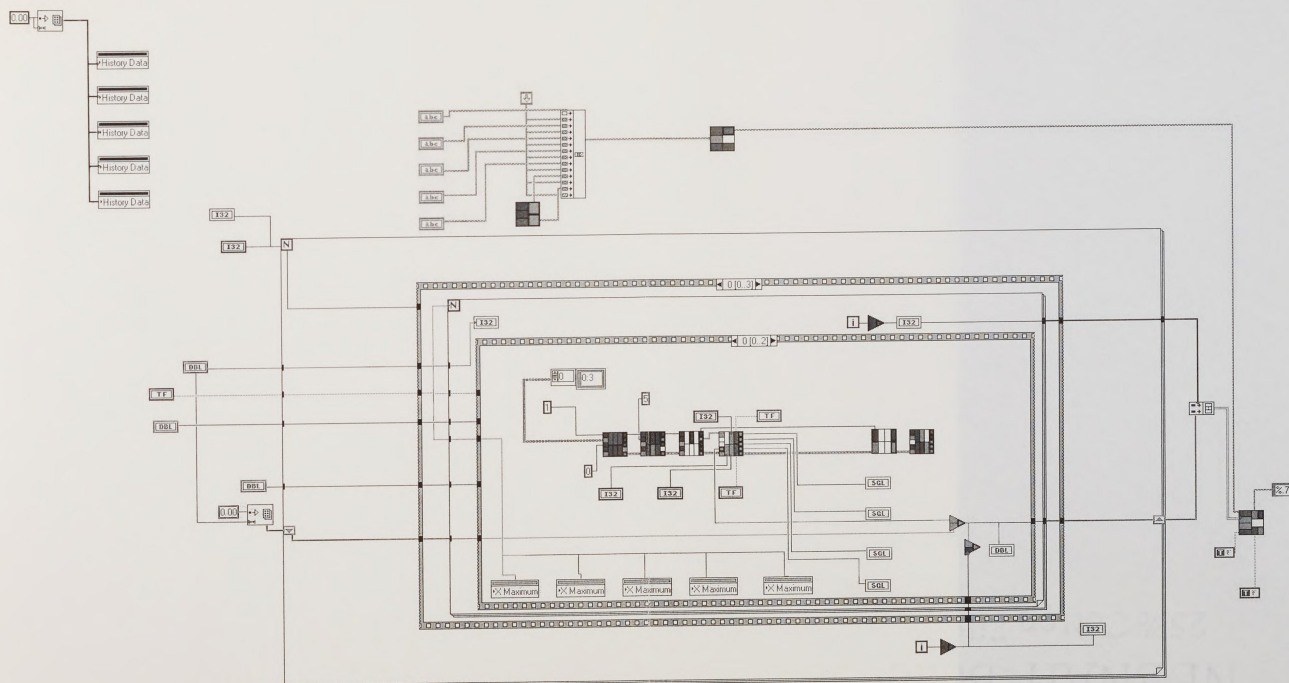 0.00
History Data
History Data
History Data
History Data
History Data
abc
abc
abc
abc
abc
I32
I32
N
0 [0..3]
N
I32
i
I32
0 [0..2]
DBL
TF
DBL
0
0:3
1
5
I32
TF
0
I32
I32
TF
SGL
DBL
0.00
SGL
SGL
DBL
SGL
X Maximum
X Maximum
X Maximum
X Maximum
X Maximum
%.7
T F
T F
I32
i